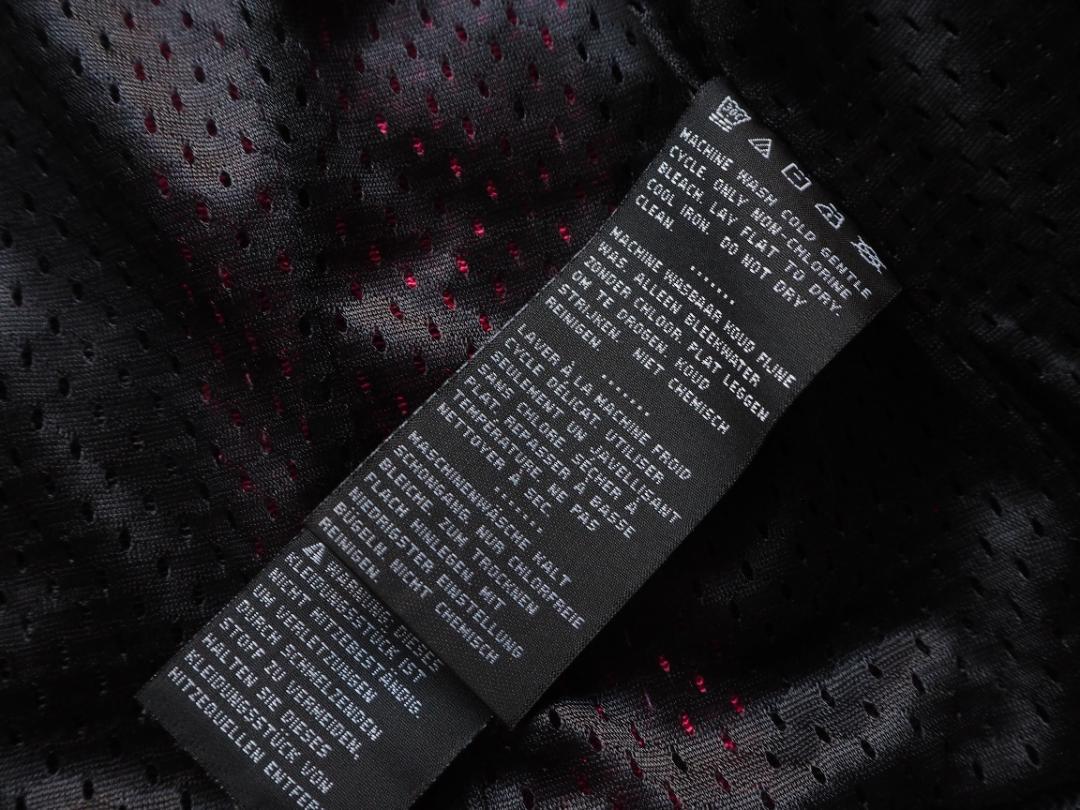 30C
MACHINE WASH COLD GENTLE
CYCLE. ONLY NON-CHLORINE
BLEACH. LAY FLAT TO DRY.
COOL IRON. DO NOT DRY
CLEAN.
.......
MACHINE WASBAAR KOUD FIJNE
WAS. ALLEEN BLEEKWATER
ZONDER CHLOOR. PLAT LEGGEN
OM TE DROGEN. KOUD
STRIJKEN. NIET CHEMISCH
REINIGEN.
.......
LAVER À LA MACHINE FROID
CYCLE DÉLICAT. UTILISER
SEULEMENT UN JAVELLISANT
SANS CHLORE. SÉCHER À
PLAT. REPASSER À BASSE
TEMPÉRATURE. NE PAS
NETTOYER À SEC
.......
MASCHINENWÄSCHE KALT
SCHONGANG. NUR CHLORFREIE
BLEICHE. ZUM TROCKNEN
FLACH HINLEGEN. MIT
NIEDRIGSTER EINSTELLUNG
BÜGELN. NICHT CHEMISCH
REINIGEN.
WARNUNG: DIESES
KLEIDUNGSSTÜCK IST
NICHT HITZEBESTÄNDIG.
UM VERLETZUNGEN
DURCH SCHMELZENDEN
STOFF ZU VERMEIDEN,
HALTEN SIE DIESES
KLEIDUNGSSTÜCK VON
HITZEQUELLEN ENTFER